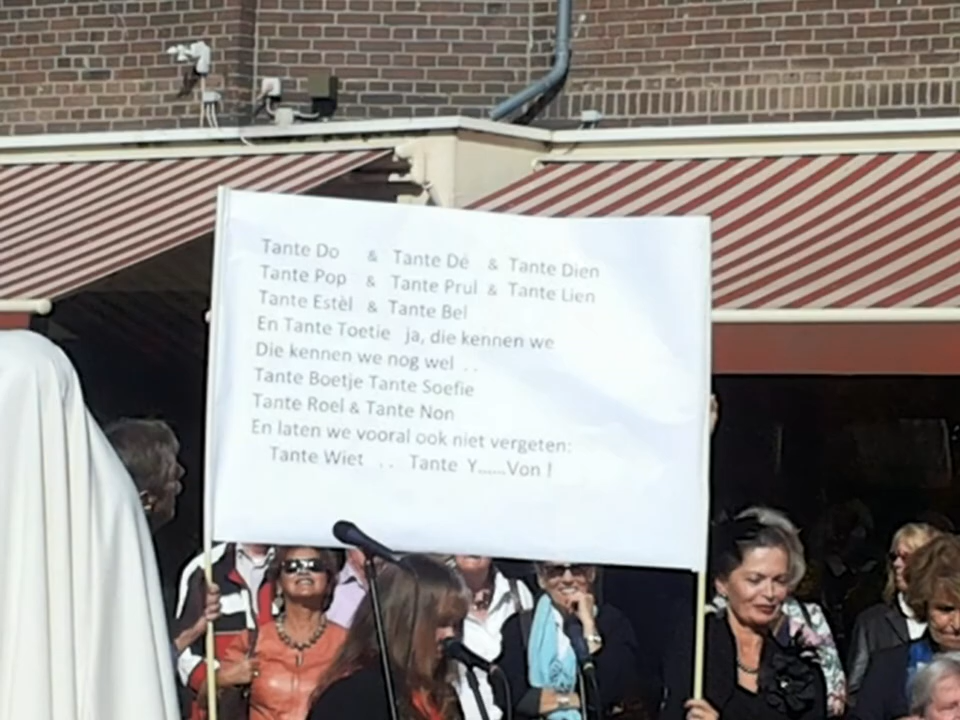 Tante Do & Tante Dé & Tante Dien
Tante Pop & Tante Prul & Tante Lien
Tante Estèl & Tante Bel
En Tante Toetie ja, die kennen we
Die kennen we nog wel . .
Tante Boetje Tante Soefie
Tante Roel & Tante Non
En laten we vooral ook niet vergeten:
Tante Wiet . . Tante Y......Von !